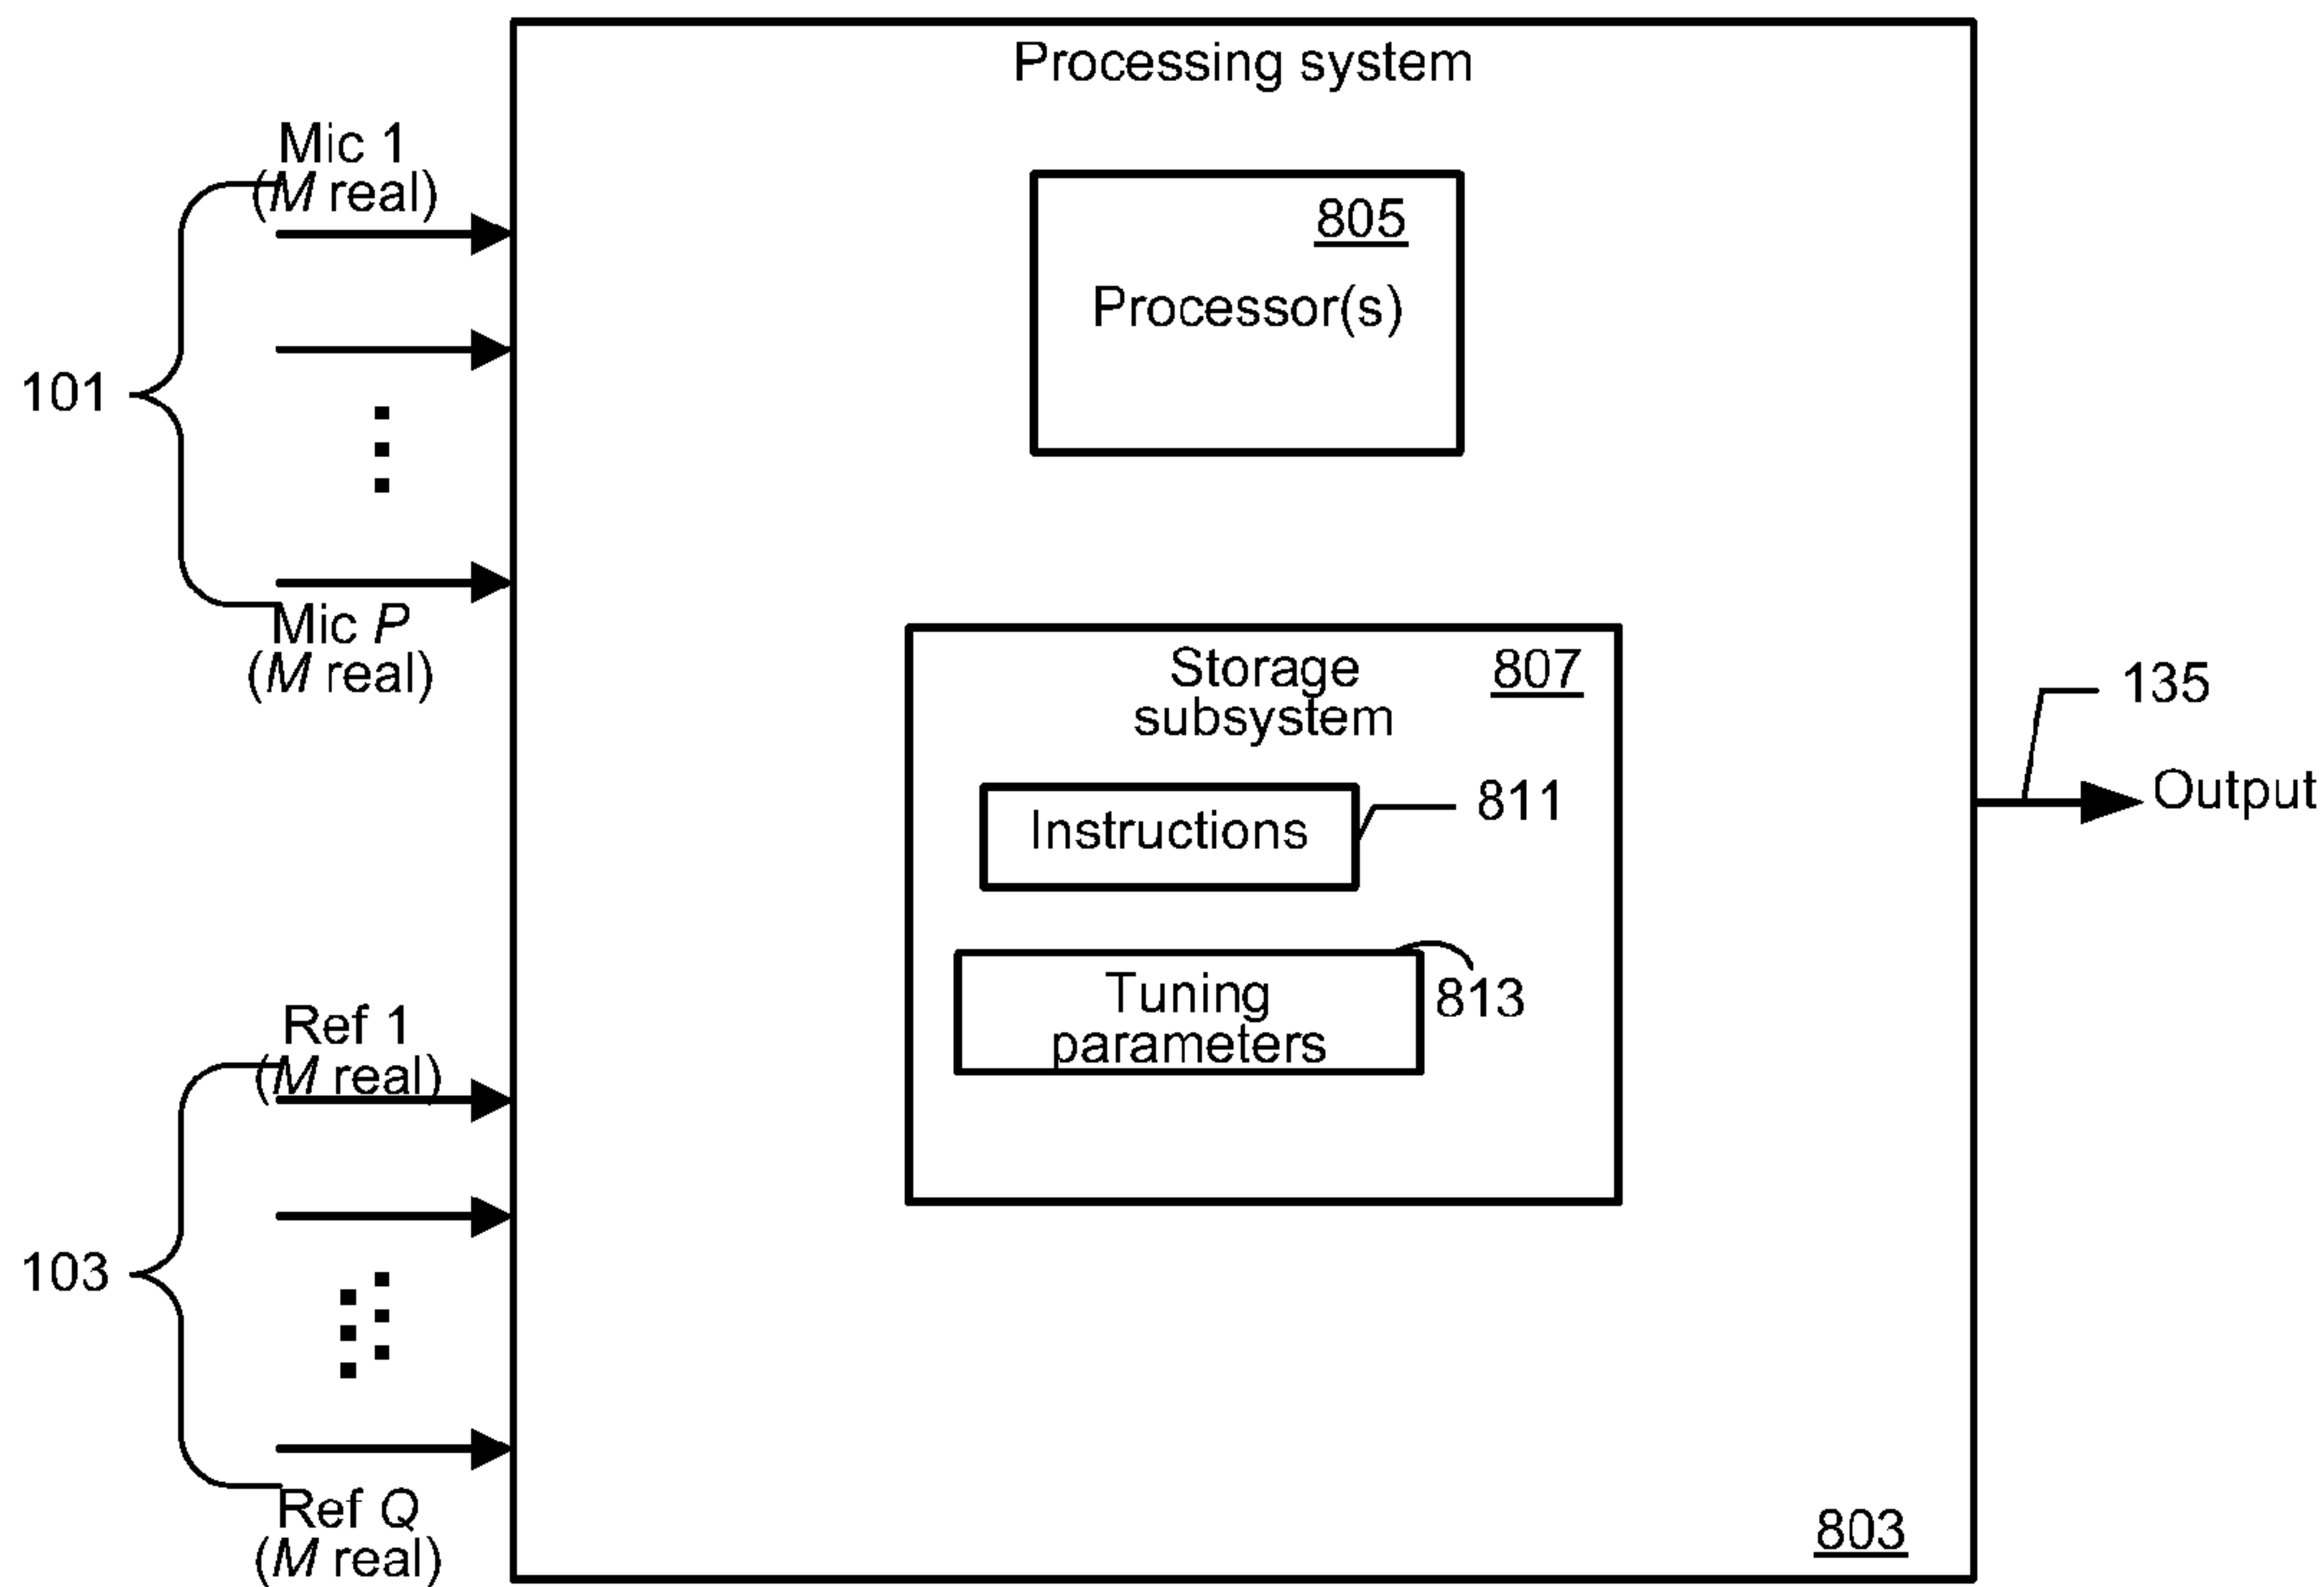 Processing system
Mic 1
(M real)
101
Mic P
(M real)
805
Processor(s)
Storage
subsystem
807
Instructions
811
Tuning
parameters
813
135
Output
Ref 1
(M real)
103
Ref Q
(M real)
803